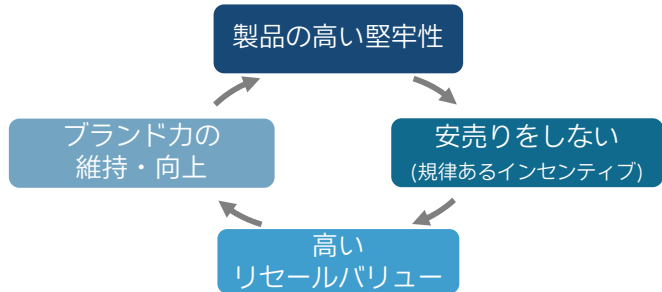 製品の高い堅牢性
安売りをしない
(規律あるインセンティブ)
高い
リセールバリュー
ブランド力の
維持・向上